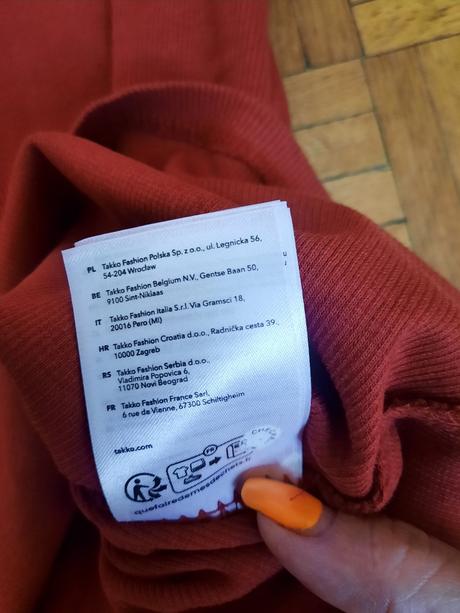 PL Takko Fashion Polska Sp. z o.o., ul. Legnicka 56,
54-204 Wrocław
BE Takko Fashion Belgium N.V., Gentse Baan 50,
9100 Sint-Niklaas
IT Takko Fashion Italia S.r.l. Via Gramsci 18,
20016 Pero (MI)
HR Takko Fashion Croatia d.o.o., Radnička cesta 39,
10000 Zagreb
RS Takko Fashion Serbia d.o.o.,
Vladimira Popovica 6,
11070 Novi Beograd
FR Takko Fashion France Sarl,
6 rue de Vienne, 67300 Schiltigheim
takko.com
FR
quefairedemesdechets.fr